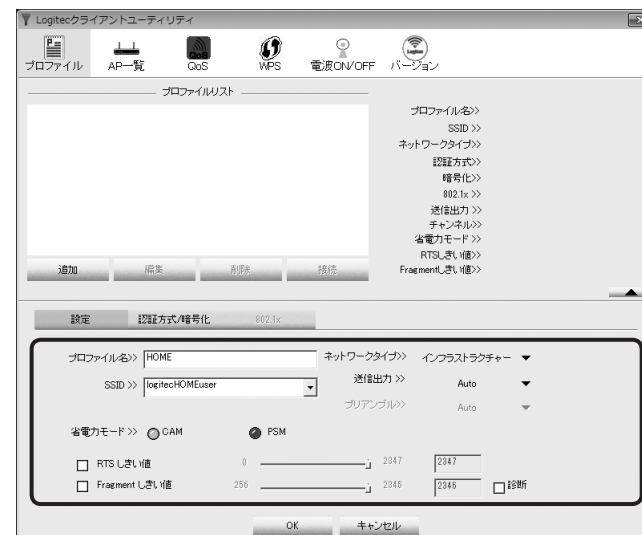 Logitecクライアントユーティリティ
プロファイル AP一覧 QoS WPS 電波ON/OFF バージョン
プロファイルリスト
プロファイル名>>
SSID >>
ネットワークタイプ>>
認証方式>>
暗号化>>
802.1x >>
送信出力 >>
チャンネル>>
省電力モード >>
RTSしきい値>>
Fragmentしきい値>>
追加 編集 削除 接続
設定 認証方式/暗号化 802.1x
プロファイル名>> HOME ネットワークタイプ>> インフラストラクチャー
SSID >> logitecHOMEuser 送信出力 >> Auto
プリアンブル>> Auto
省電力モード >> CAM PSM
RTS しきい値 0 2347 2347
Fragment しきい値 256 2346 2346 診断
OK キャンセル